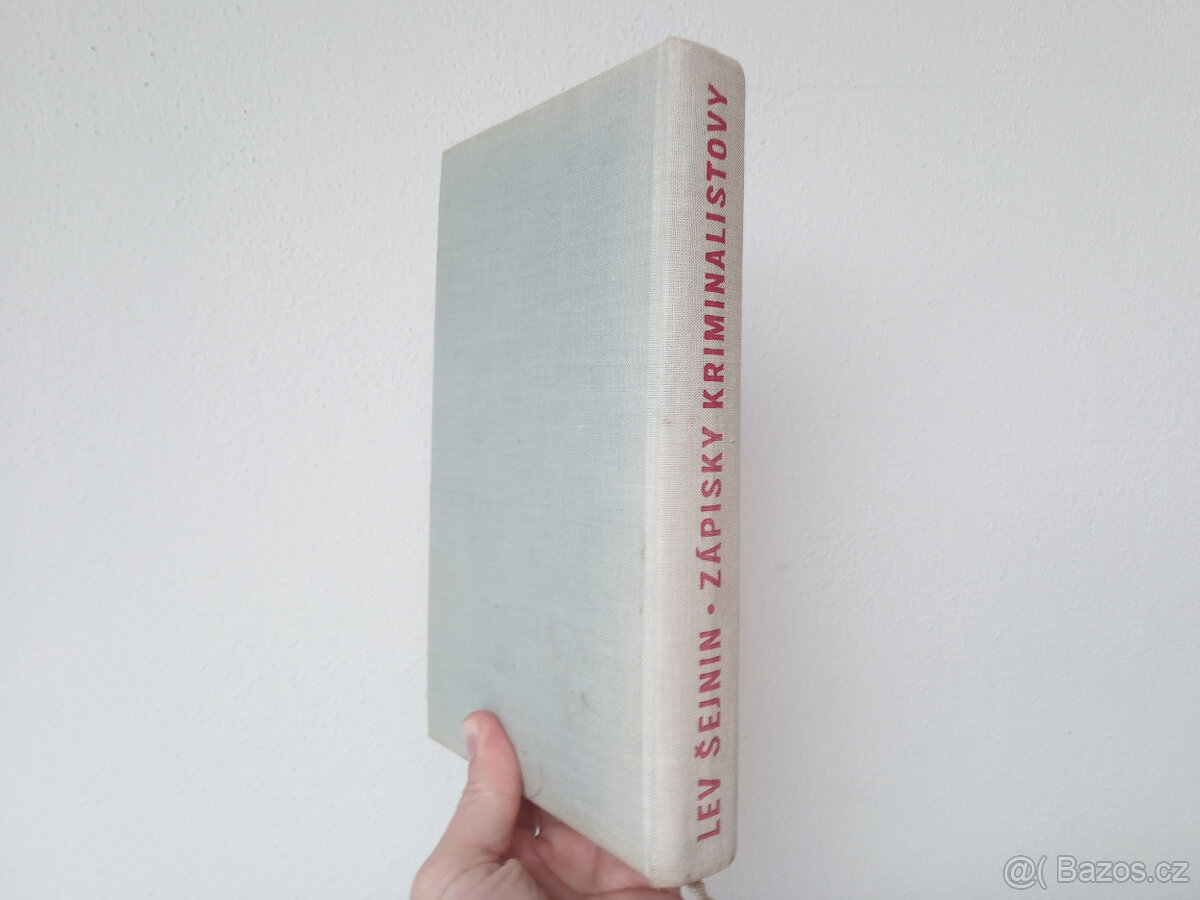 LEV ŠEJNIN • ZÁPISKY KRIMINALISTOVY
@( Bazos.cz